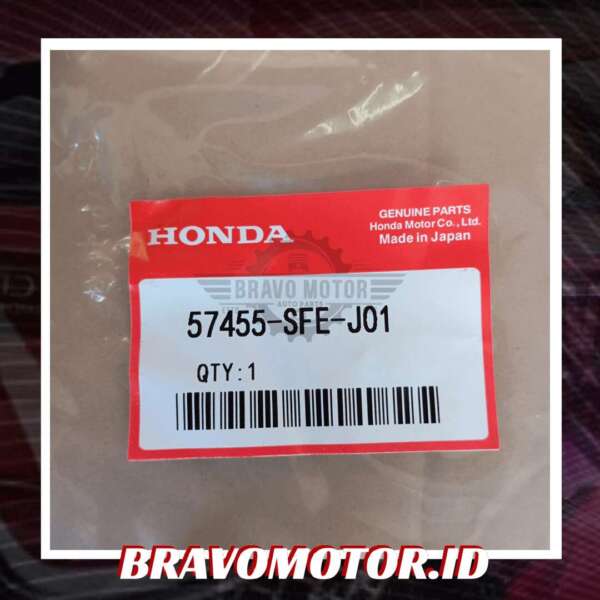 HONDA
GENUINE PARTS
Honda Motor Co., Ltd.
Made in Japan
BRAVO MOTOR
AUTO PARTS
57455-SFE-J01
QTY:1
BRAVOMOTOR.ID